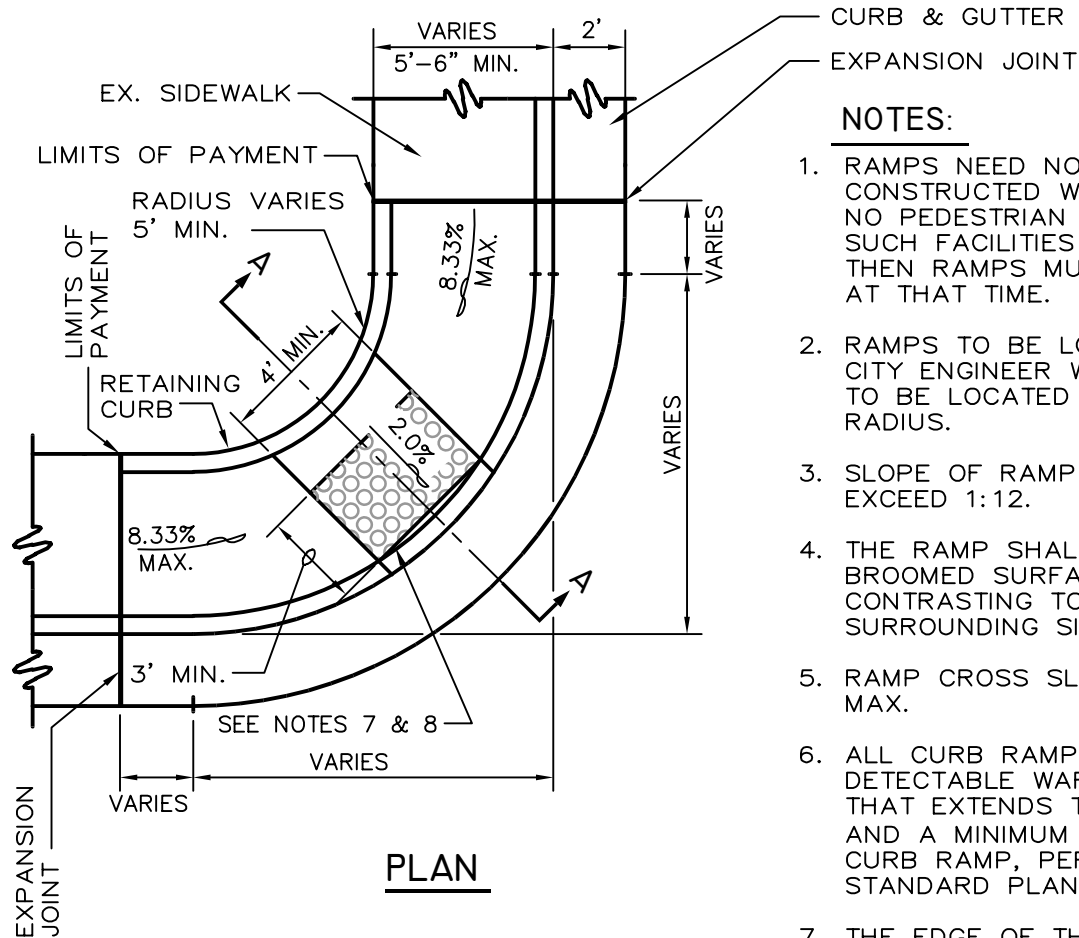 VARIES
5'-6" MIN.
2'
CURB & GUTTER
EXPANSION JOINT
EX. SIDEWALK
LIMITS OF PAYMENT
RADIUS VARIES
5' MIN.
LIMITS OF
PAYMENT
A
4' MIN.
8.33%
MAX.
VARIES
RETAINING
CURB
2.0%
VARIES
8.33%
MAX.
A
3' MIN.
SEE NOTES 7 & 8
VARIES
VARIES
EXPANSION
JOINT
PLAN
NOTES:
1. RAMPS NEED NO
CONSTRUCTED W
NO PEDESTRIAN
SUCH FACILITIES
THEN RAMPS MU
AT THAT TIME.
2. RAMPS TO BE LO
CITY ENGINEER W
TO BE LOCATED
RADIUS.
3. SLOPE OF RAMP
EXCEED 1:12.
4. THE RAMP SHAL
BROOMED SURFA
CONTRASTING TO
SURROUNDING SI
5. RAMP CROSS SL
MAX.
6. ALL CURB RAMP
DETECTABLE WAR
THAT EXTENDS T
AND A MINIMUM
CURB RAMP, PER
STANDARD PLAN
7. THE EDGE OF TH